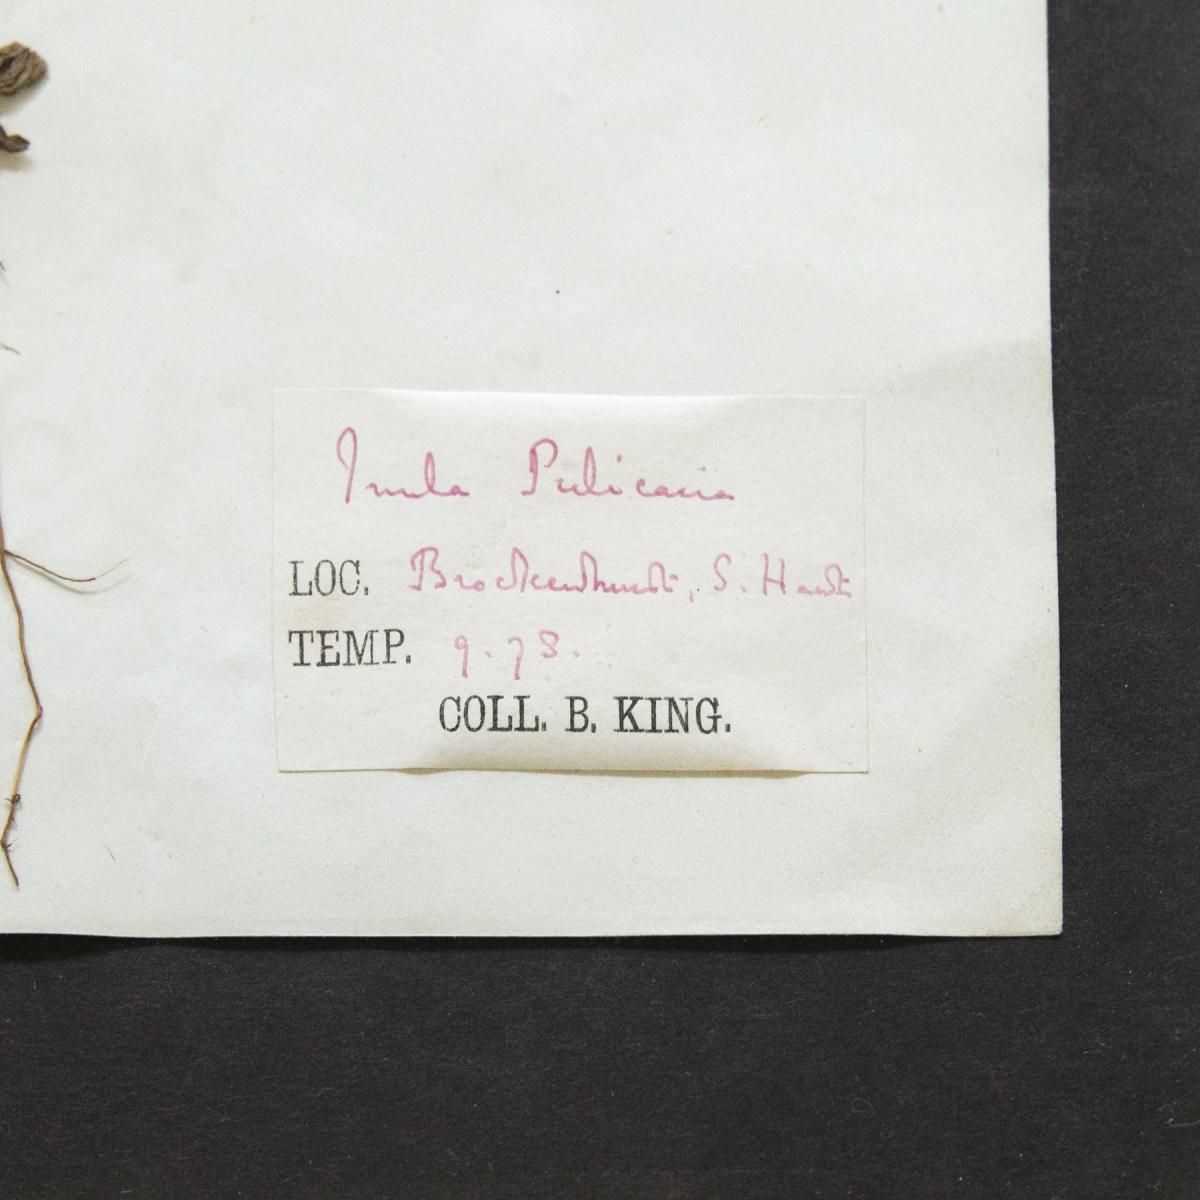 Inula Pulicaria
LOC. Brockenhurst, S. Hants
TEMP. 9.78.
COLL. B. KING.